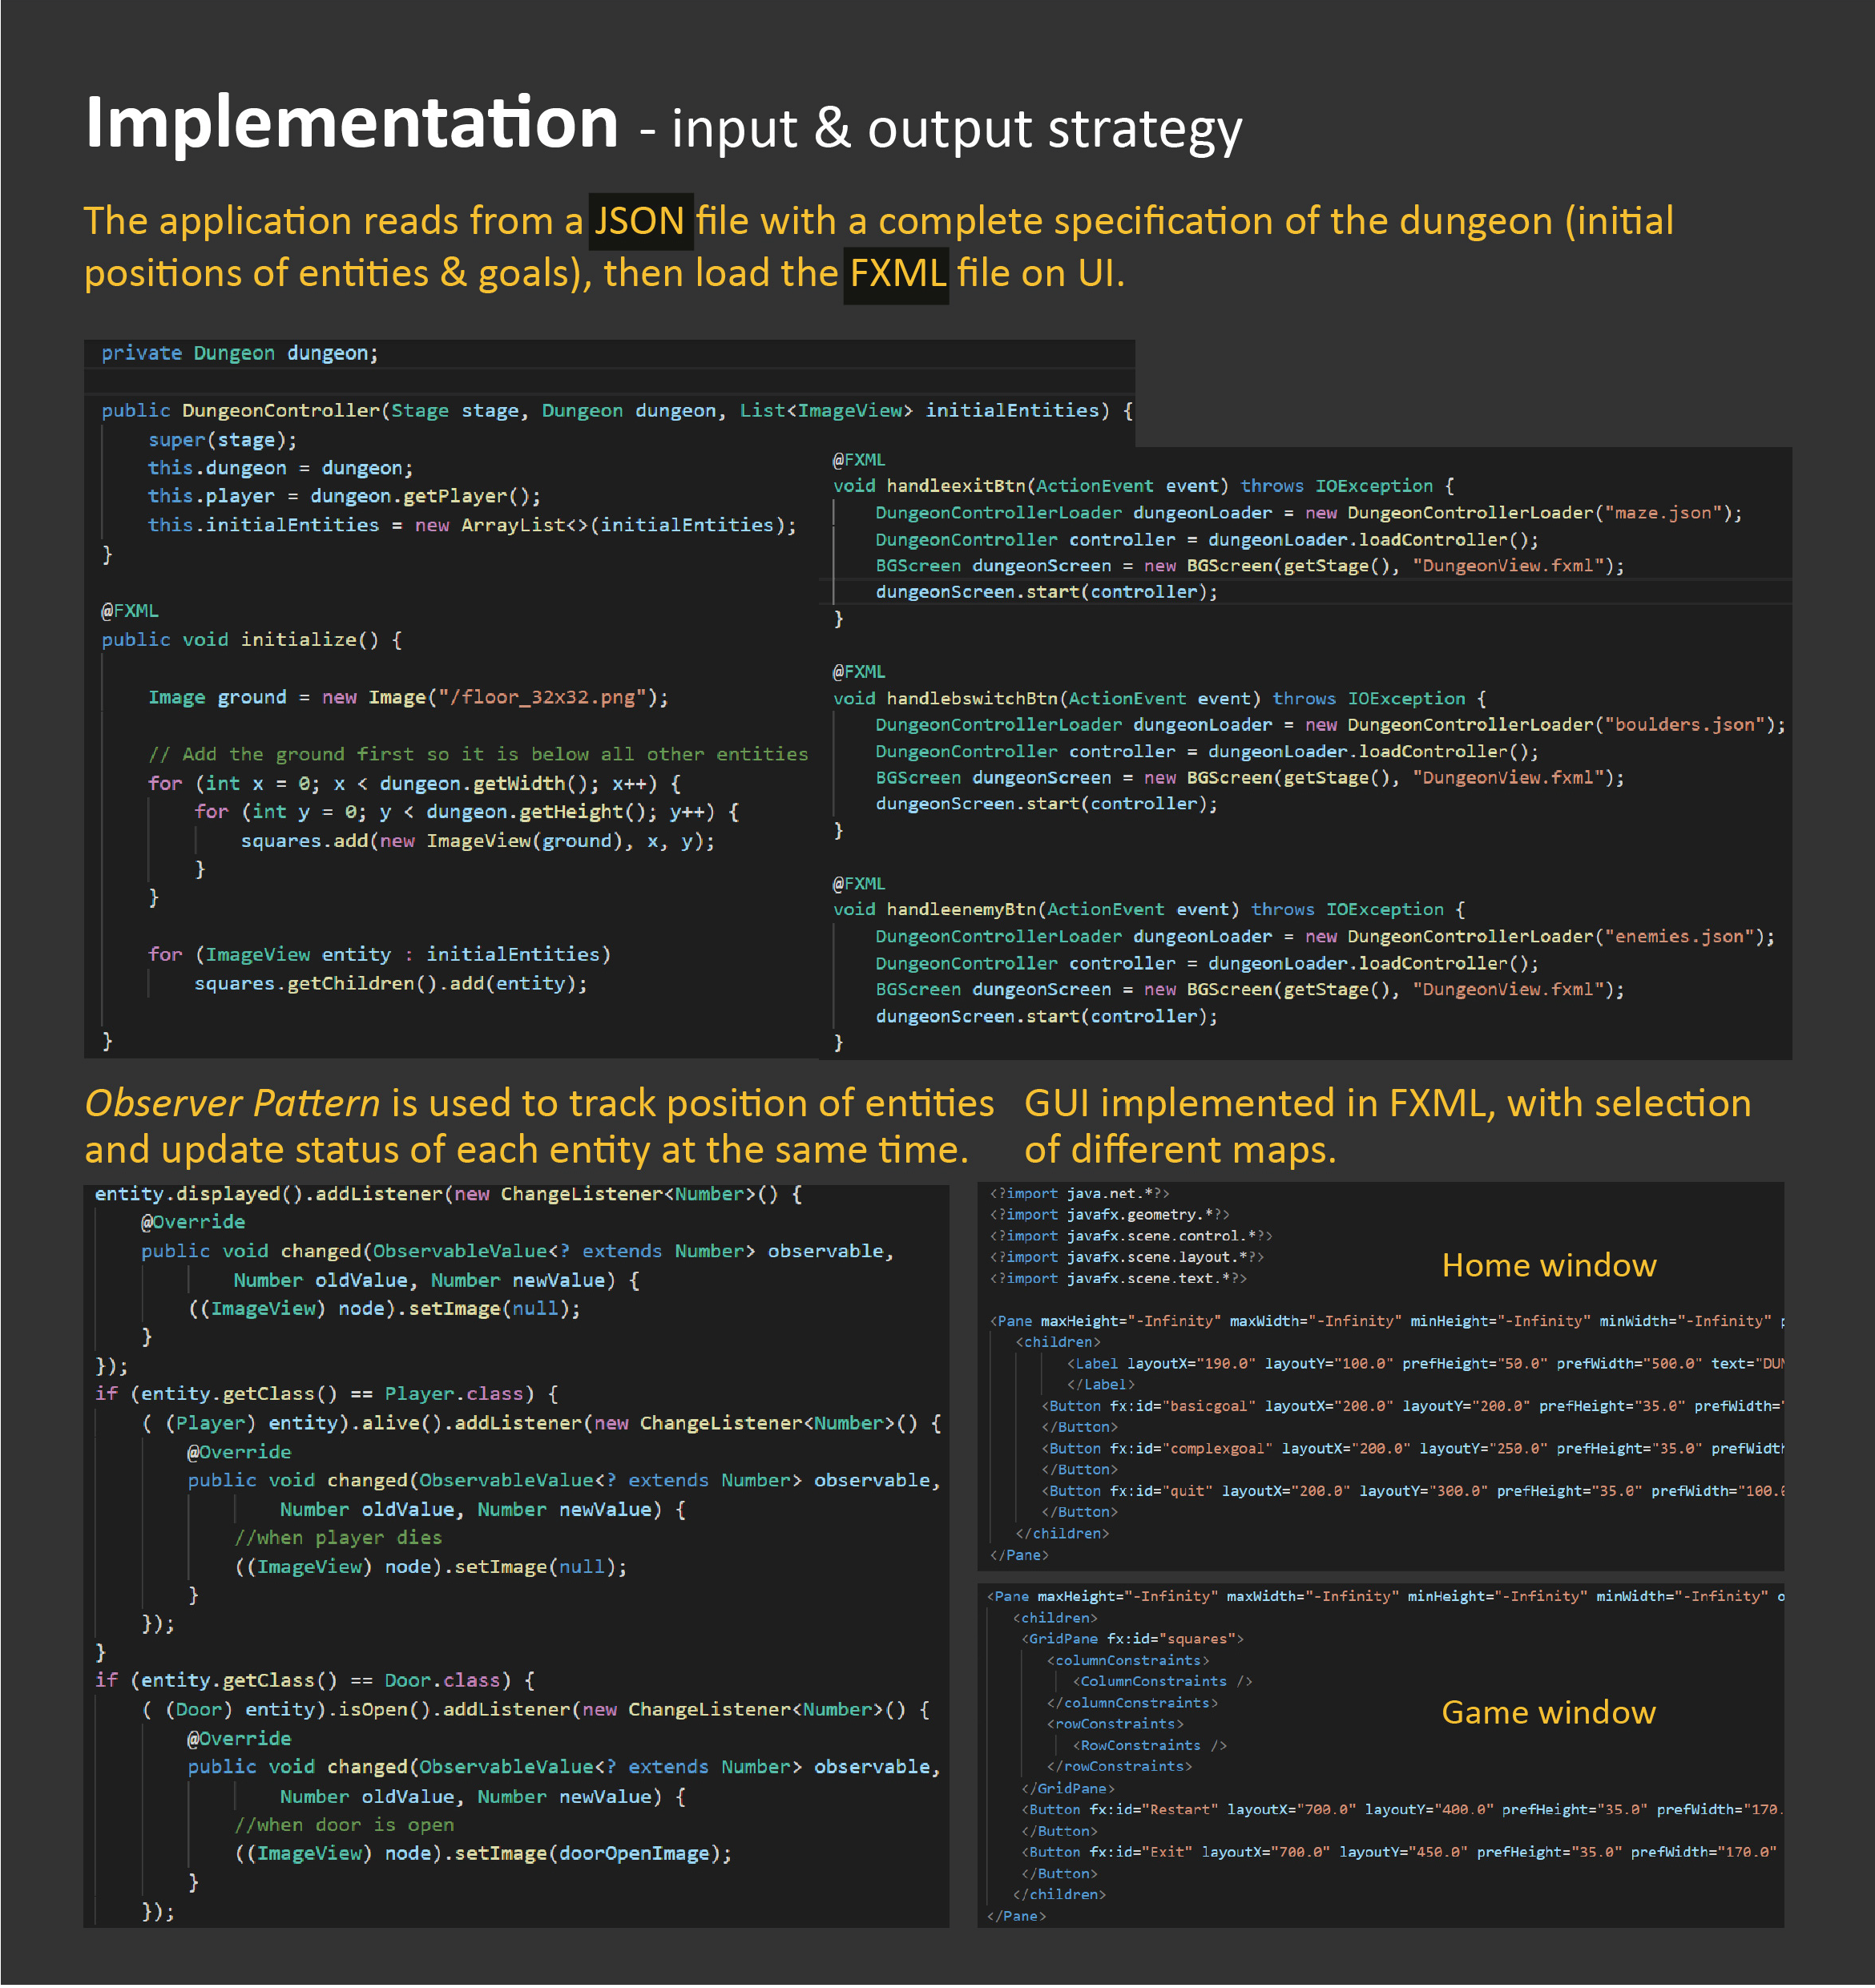 Implementation - input & output strategy
The application reads from a JSON file with a complete specification of the dungeon (initial
positions of entities & goals), then load the FXML file on UI.
private Dungeon dungeon;
public DungeonController(Stage stage, Dungeon dungeon, List<ImageView> initialEntities) {
super(stage);
this.dungeon = dungeon;
this.player = dungeon.getPlayer();
this.initialEntities = new ArrayList<>(initialEntities);
}
@FXML
public void initialize() {
Image ground = new Image("/floor_32x32.png");
// Add the ground first so it is below all other entities
for (int x = 0; x < dungeon.getWidth(); x++) {
for (int y = 0; y < dungeon.getHeight(); y++) {
squares.add(new ImageView(ground), x, y);
}
}
for (ImageView entity : initialEntities)
squares.getChildren().add(entity);
}
@FXML
void handleexitBtn(ActionEvent event) throws IOException {
DungeonControllerLoader dungeonLoader = new DungeonControllerLoader("maze.json");
DungeonController controller = dungeonLoader.loadController();
BGScreen dungeonScreen = new BGScreen(getStage(), "DungeonView.fxml");
dungeonScreen.start(controller);
}
@FXML
void handlebswitchBtn(ActionEvent event) throws IOException {
DungeonControllerLoader dungeonLoader = new DungeonControllerLoader("boulders.json");
DungeonController controller = dungeonLoader.loadController();
BGScreen dungeonScreen = new BGScreen(getStage(), "DungeonView.fxml");
dungeonScreen.start(controller);
}
@FXML
void handleenemyBtn(ActionEvent event) throws IOException {
DungeonControllerLoader dungeonLoader = new DungeonControllerLoader("enemies.json");
DungeonController controller = dungeonLoader.loadController();
BGScreen dungeonScreen = new BGScreen(getStage(), "DungeonView.fxml");
dungeonScreen.start(controller);
}
Observer Pattern is used to track position of entities
and update status of each entity at the same time.
entity.displayed().addListener(new ChangeListener<Number>() {
@Override
public void changed(ObservableValue<? extends Number> observable,
Number oldValue, Number newValue) {
((ImageView) node).setImage(null);
}
});
if (entity.getClass() == Player.class) {
( (Player) entity).alive().addListener(new ChangeListener<Number>() {
@Override
public void changed(ObservableValue<? extends Number> observable,
Number oldValue, Number newValue) {
//when player dies
((ImageView) node).setImage(null);
}
});
}
if (entity.getClass() == Door.class) {
( (Door) entity).isOpen().addListener(new ChangeListener<Number>() {
@Override
public void changed(ObservableValue<? extends Number> observable,
Number oldValue, Number newValue) {
//when door is open
((ImageView) node).setImage(doorOpenImage);
}
});
GUI implemented in FXML, with selection
of different maps.
<?import java.net.*?>
<?import javafx.geometry.*?>
<?import javafx.scene.control.*?>
<?import javafx.scene.layout.*?>
<?import javafx.scene.text.*?>
Home window
<Pane maxHeight="-Infinity" maxWidth="-Infinity" minHeight="-Infinity" minWidth="-Infinity"
<children>
<Label layoutX="190.0" layoutY="100.0" prefHeight="50.0" prefWidth="500.0" text="DU
</Label>
<Button fx:id="basicgoal" layoutX="200.0" layoutY="200.0" prefHeight="35.0" prefWidth="
</Button>
<Button fx:id="complexgoal" layoutX="200.0" layoutY="250.0" prefHeight="35.0" prefWidt
</Button>
<Button fx:id="quit" layoutX="200.0" layoutY="300.0" prefHeight="35.0" prefWidth="100.
</Button>
</children>
</Pane>
<Pane maxHeight="-Infinity" maxWidth="-Infinity" minHeight="-Infinity" minWidth="-Infinity"
<children>
<GridPane fx:id="squares">
<columnConstraints>
<ColumnConstraints />
</columnConstraints>
<rowConstraints>
<RowConstraints />
</rowConstraints>
</GridPane>
Game window
<Button fx:id="Restart" layoutX="700.0" layoutY="400.0" prefHeight="35.0" prefWidth="170.
</Button>
<Button fx:id="Exit" layoutX="700.0" layoutY="450.0" prefHeight="35.0" prefWidth="170.0"
</Button>
</children>
</Pane>